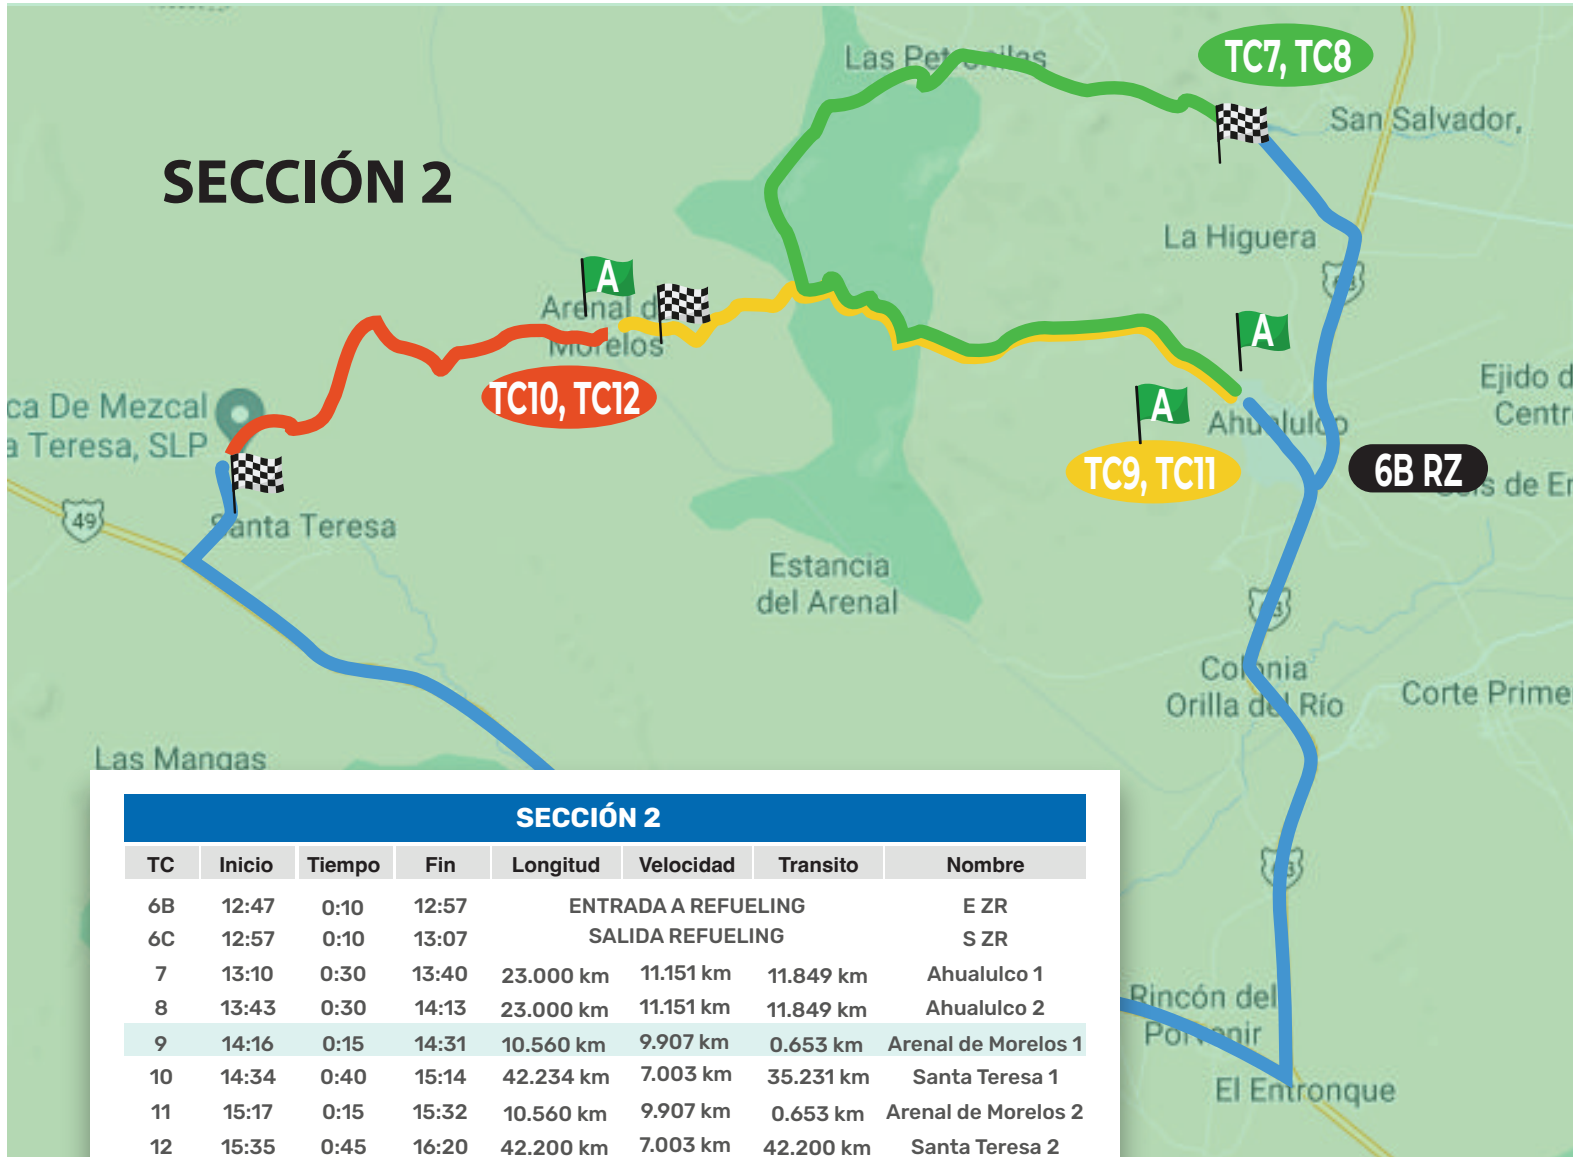 Las Petronilas
TC7, TC8
San Salvador,
SECCIÓN 2
La Higuera
A
Arenal de
Morelos
A
TC10, TC12
A
Ahualulco
Ejido d
Centr
ca De Mezcal
a Teresa, SLP
TC9, TC11
6B RZ
s de En
49
Santa Teresa
Estancia
del Arenal
63
Colonia
Orilla del Río
Corte Prime
Las Mangas
63
Rincón del
Porvenir
El Entronque
SECCIÓN 2
TC Inicio Tiempo Fin Longitud Velocidad Transito Nombre
6B 12:47 0:10 12:57 ENTRADA A REFUELING E ZR
6C 12:57 0:10 13:07 SALIDA REFUELING S ZR
7 13:10 0:30 13:40 23.000 km 11.151 km 11.849 km Ahualulco 1
8 13:43 0:30 14:13 23.000 km 11.151 km 11.849 km Ahualulco 2
9 14:16 0:15 14:31 10.560 km 9.907 km 0.653 km Arenal de Morelos 1
10 14:34 0:40 15:14 42.234 km 7.003 km 35.231 km Santa Teresa 1
11 15:17 0:15 15:32 10.560 km 9.907 km 0.653 km Arenal de Morelos 2
12 15:35 0:45 16:20 42.200 km 7.003 km 42.200 km Santa Teresa 2